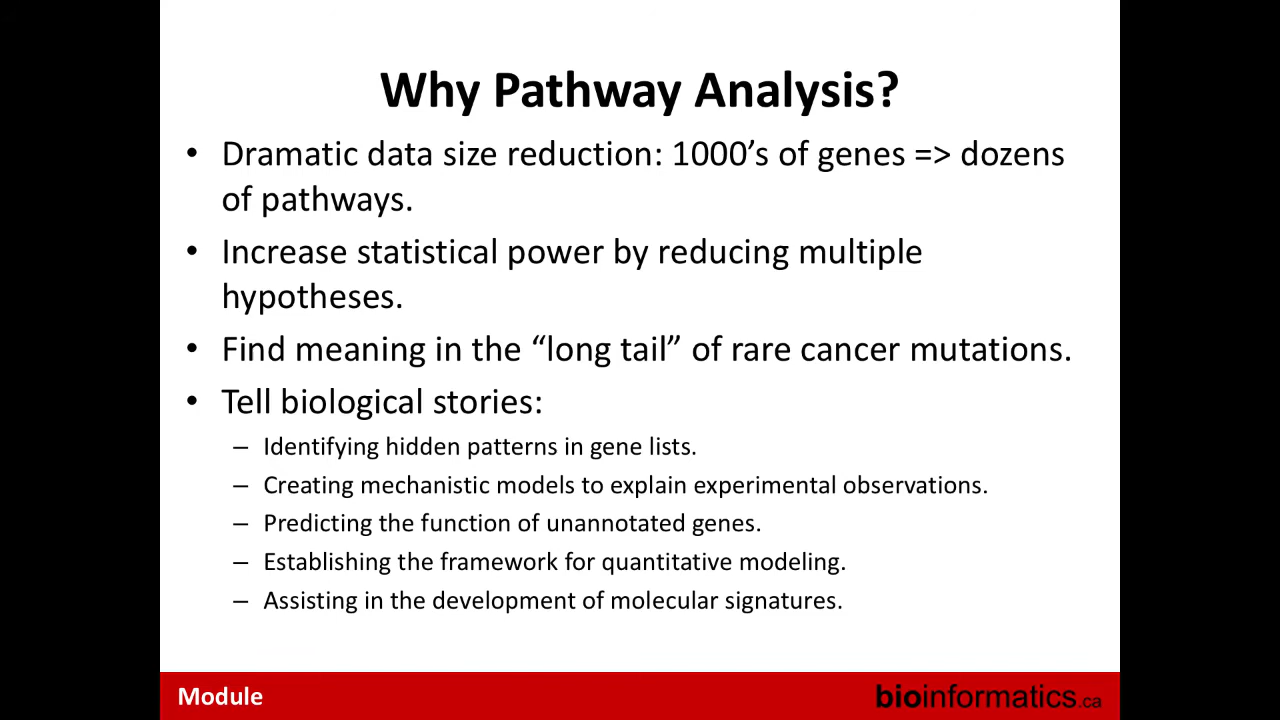 Why Pathway Analysis?
• Dramatic data size reduction: 1000’s of genes => dozens
of pathways.
• Increase statistical power by reducing multiple
hypotheses.
• Find meaning in the “long tail” of rare cancer mutations.
• Tell biological stories:
– Identifying hidden patterns in gene lists.
– Creating mechanistic models to explain experimental observations.
– Predicting the function of unannotated genes.
– Establishing the framework for quantitative modeling.
– Assisting in the development of molecular signatures.
Module
bioinformatics.ca